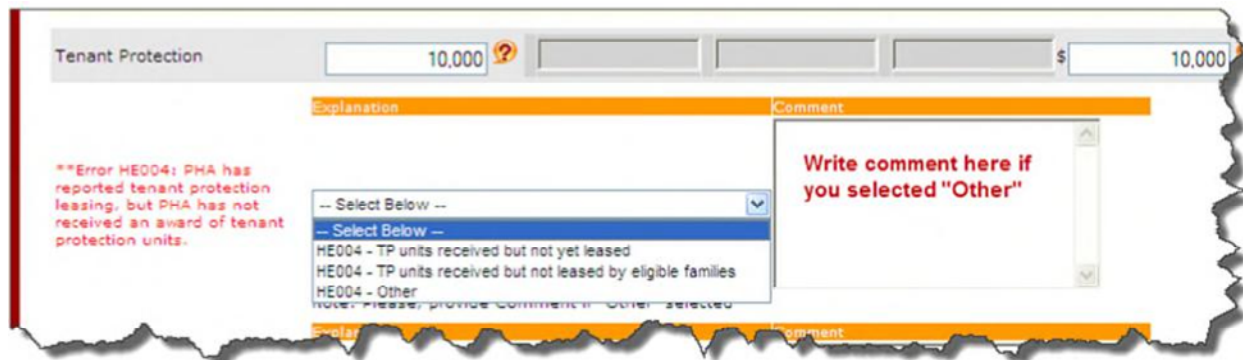 Tenant Protection 10,000 ? $ 10,000
Explanation Comment
**Error HE004: PHA has
reported tenant protection
leasing, but PHA has not
received an award of tenant
protection units.
-- Select Below --
-- Select Below --
HE004 - TP units received but not yet leased
HE004 - TP units received but not leased by eligible families
HE004 - Other
Write comment here if
you selected "Other"
Note: Please, provide Comment if "Other" selected
Comment